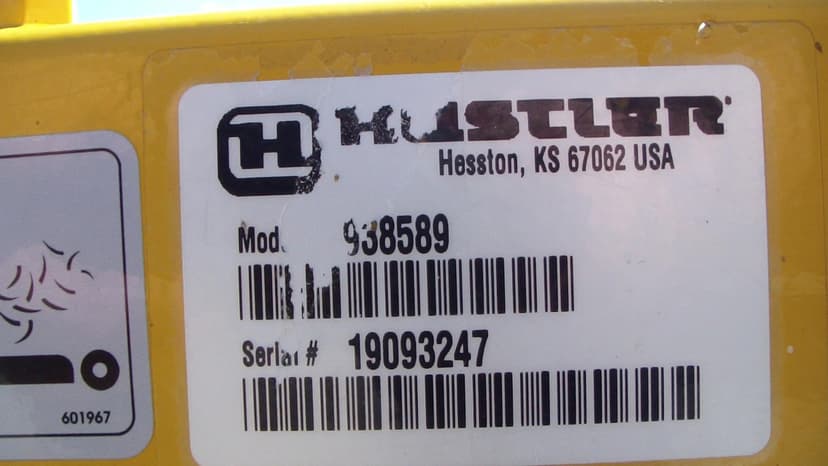 H HUSTLER
Hesston, KS 67062 USA
Mod. 938589
Serial # 19093247
601967